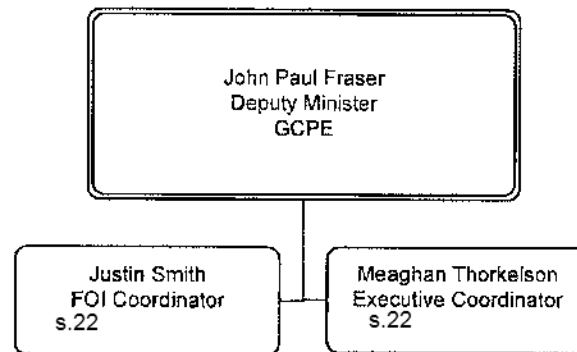 John Paul Fraser
Deputy Minister
GCPE
Justin Smith
FOI Coordinator
s.22
Meaghan Thorkelson
Executive Coordinator
s.22